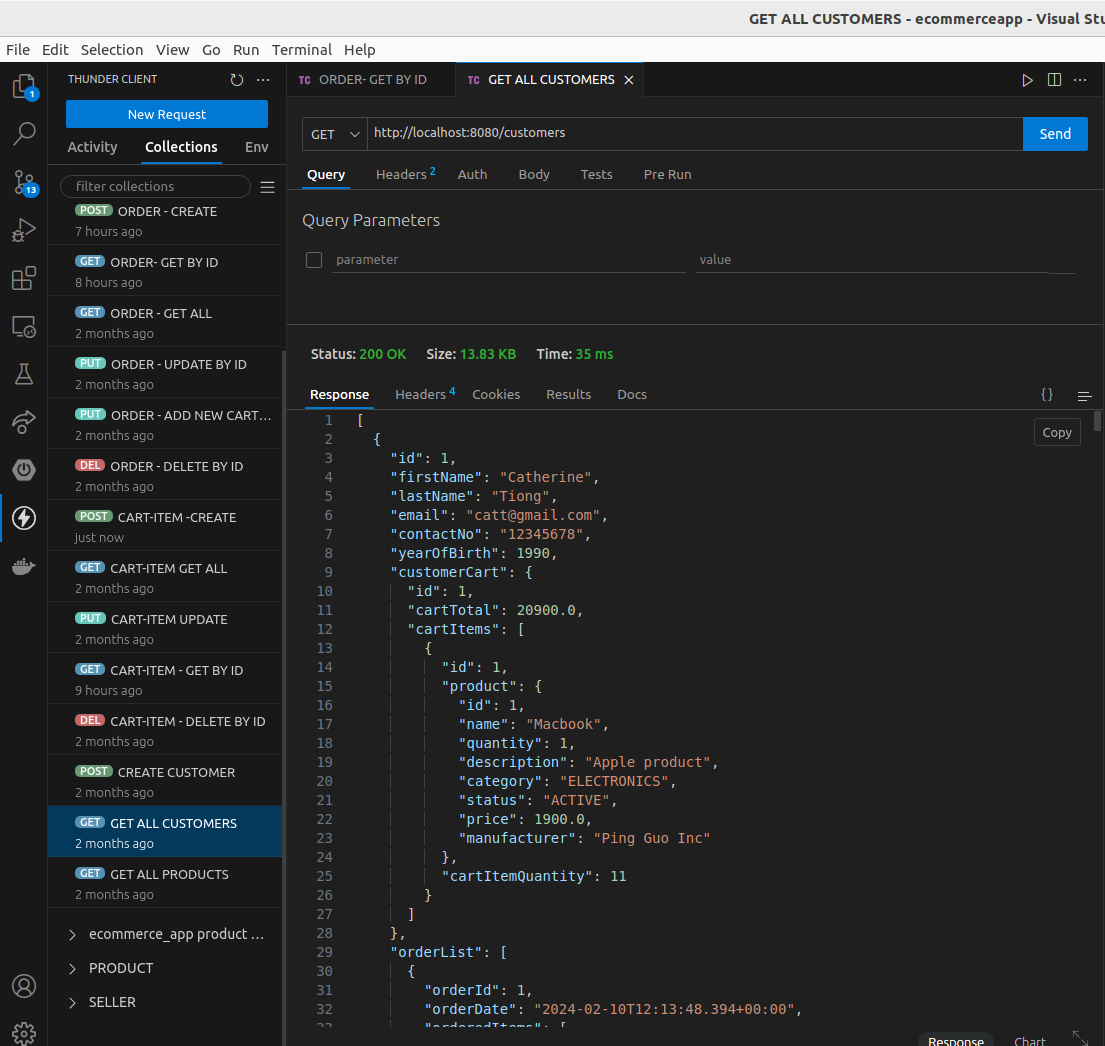 GET ALL CUSTOMERS - ecommerceapp - Visual Stu
File Edit Selection View Go Run Terminal Help
THUNDER CLIENT
New Request
Activity Collections Env
filter collections
POST ORDER - CREATE
7 hours ago
GET ORDER- GET BY ID
8 hours ago
GET ORDER - GET ALL
2 months ago
PUT ORDER - UPDATE BY ID
2 months ago
PUT ORDER - ADD NEW CART...
2 months ago
DEL ORDER - DELETE BY ID
2 months ago
POST CART-ITEM -CREATE
just now
GET CART-ITEM GET ALL
2 months ago
PUT CART-ITEM UPDATE
2 months ago
GET CART-ITEM - GET BY ID
9 hours ago
DEL CART-ITEM - DELETE BY ID
2 months ago
POST CREATE CUSTOMER
2 months ago
GET GET ALL CUSTOMERS
2 months ago
GET GET ALL PRODUCTS
2 months ago
ecommerce_app product ...
PRODUCT
SELLER
1
13
TC ORDER- GET BY ID
TC GET ALL CUSTOMERS
GET http://localhost:8080/customers Send
Query Headers 2 Auth Body Tests Pre Run
Query Parameters
parameter value
Status: 200 OK Size: 13.83 KB Time: 35 ms
Response Headers 4 Cookies Results Docs {}
Copy
1 [
2 {
3 "id": 1,
4 "firstName": "Catherine",
5 "lastName": "Tiong",
6 "email": "catt@gmail.com",
7 "contactNo": "12345678",
8 "yearOfBirth": 1990,
9 "customerCart": {
10 "id": 1,
11 "cartTotal": 20900.0,
12 "cartItems": [
13 {
14 "id": 1,
15 "product": {
16 "id": 1,
17 "name": "Macbook",
18 "quantity": 1,
19 "description": "Apple product",
20 "category": "ELECTRONICS",
21 "status": "ACTIVE",
22 "price": 1900.0,
23 "manufacturer": "Ping Guo Inc"
24 },
25 "cartItemQuantity": 11
26 }
27 ]
28 },
29 "orderList": [
30 {
31 "orderId": 1,
32 "orderDate": "2024-02-10T12:13:48.394+00:00",
33 "orderedItems": [
Response Chart